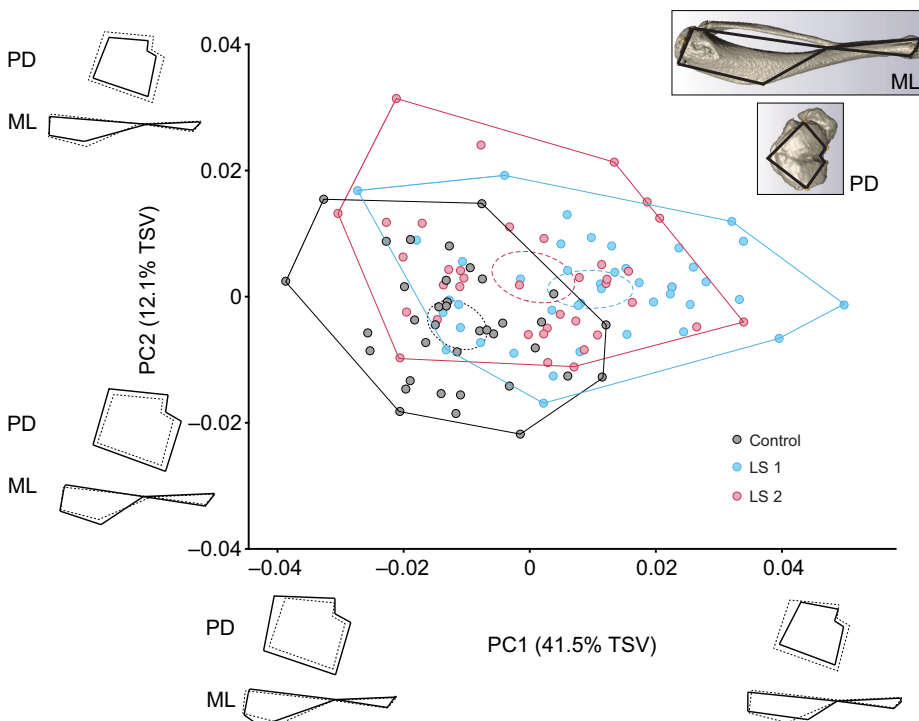 PD
ML
0.04
0.02
0
−0.02
−0.04
PC2 (12.1% TSV)
ML
PD
PD
ML
Control
LS 1
LS 2
−0.04
−0.02
0
0.02
0.04
PC1 (41.5% TSV)
PD
ML